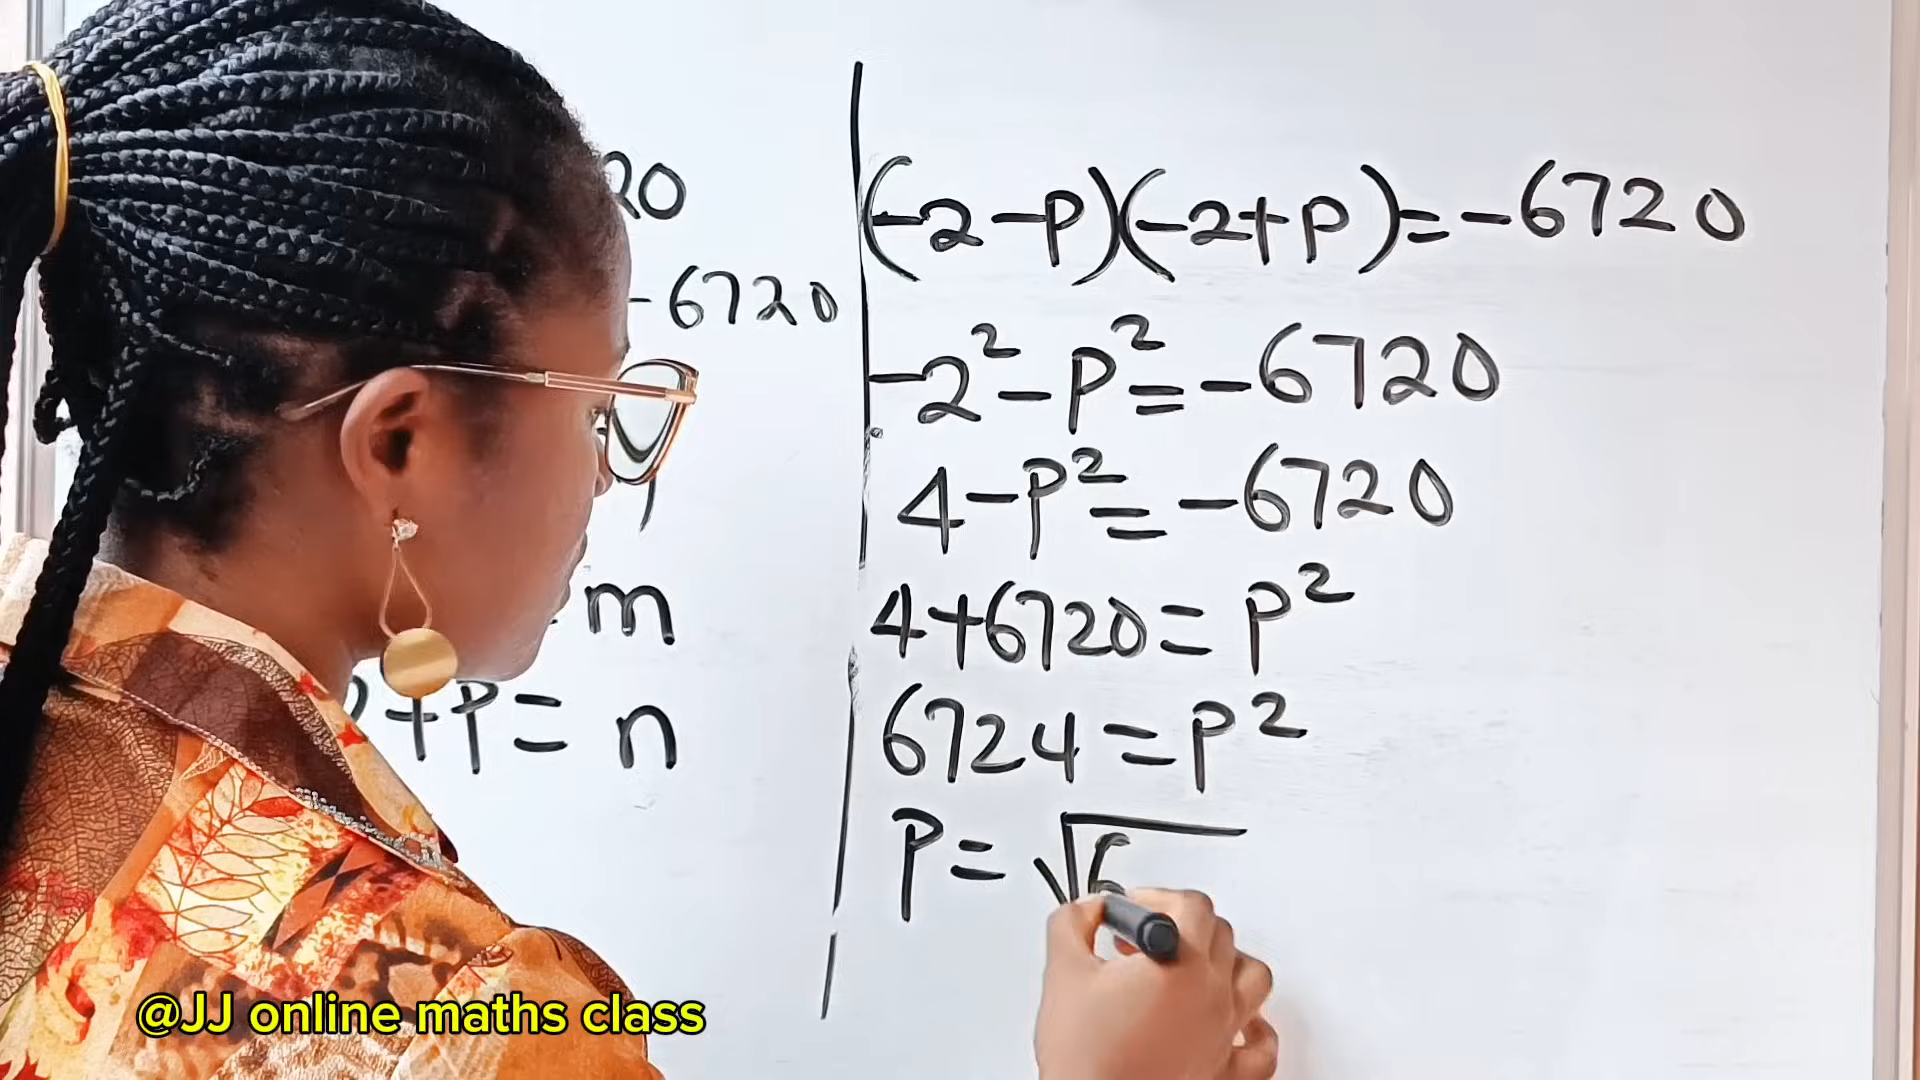 20
-6720
= m
+P = n
(-2-P)(-2+P)=-6720
-2²-P²=-6720
4-P²=-6720
4+6720=P²
6724=P²
P=√6
@JJ online maths class